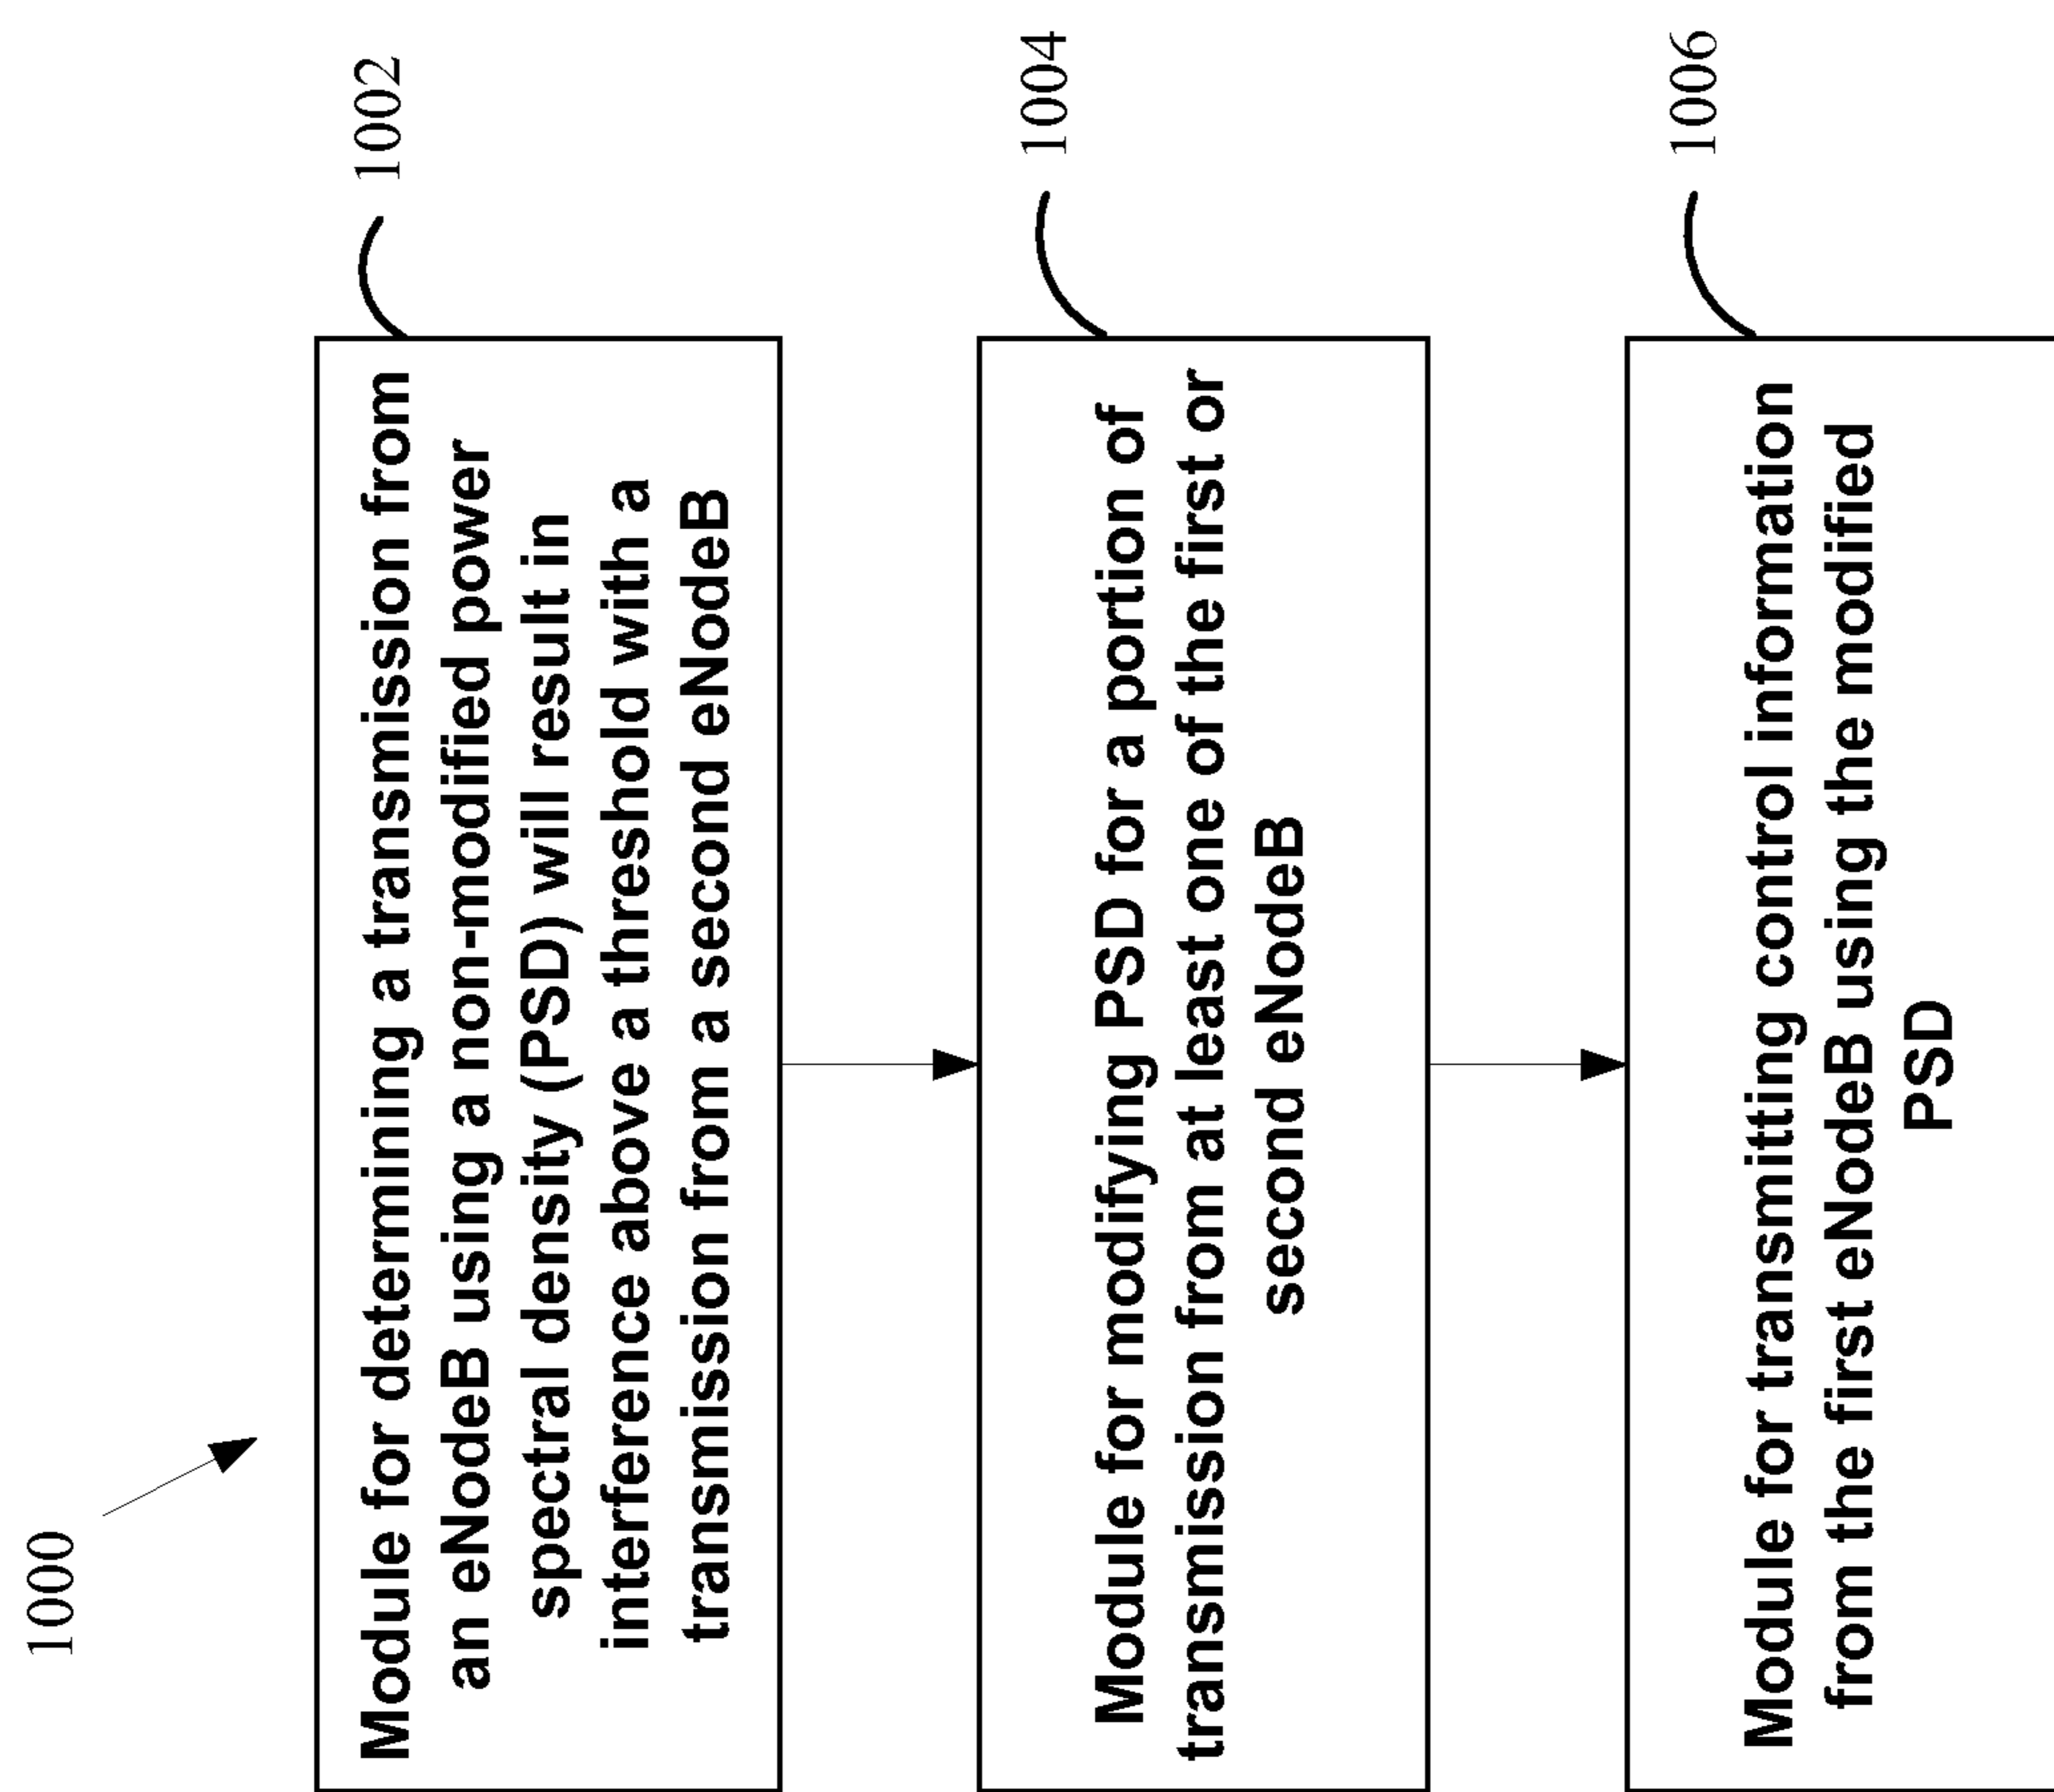 1000
1002
Module for determining a transmission from
an eNodeB using a non-modified power
spectral density (PSD) will result in
interference above a threshold with a
transmission from a second eNodeB
1004
Module for modifying PSD for a portion of
transmission from at least one of the first or
second eNodeB
1006
Module for transmitting control information
from the first eNodeB using the modified
PSD